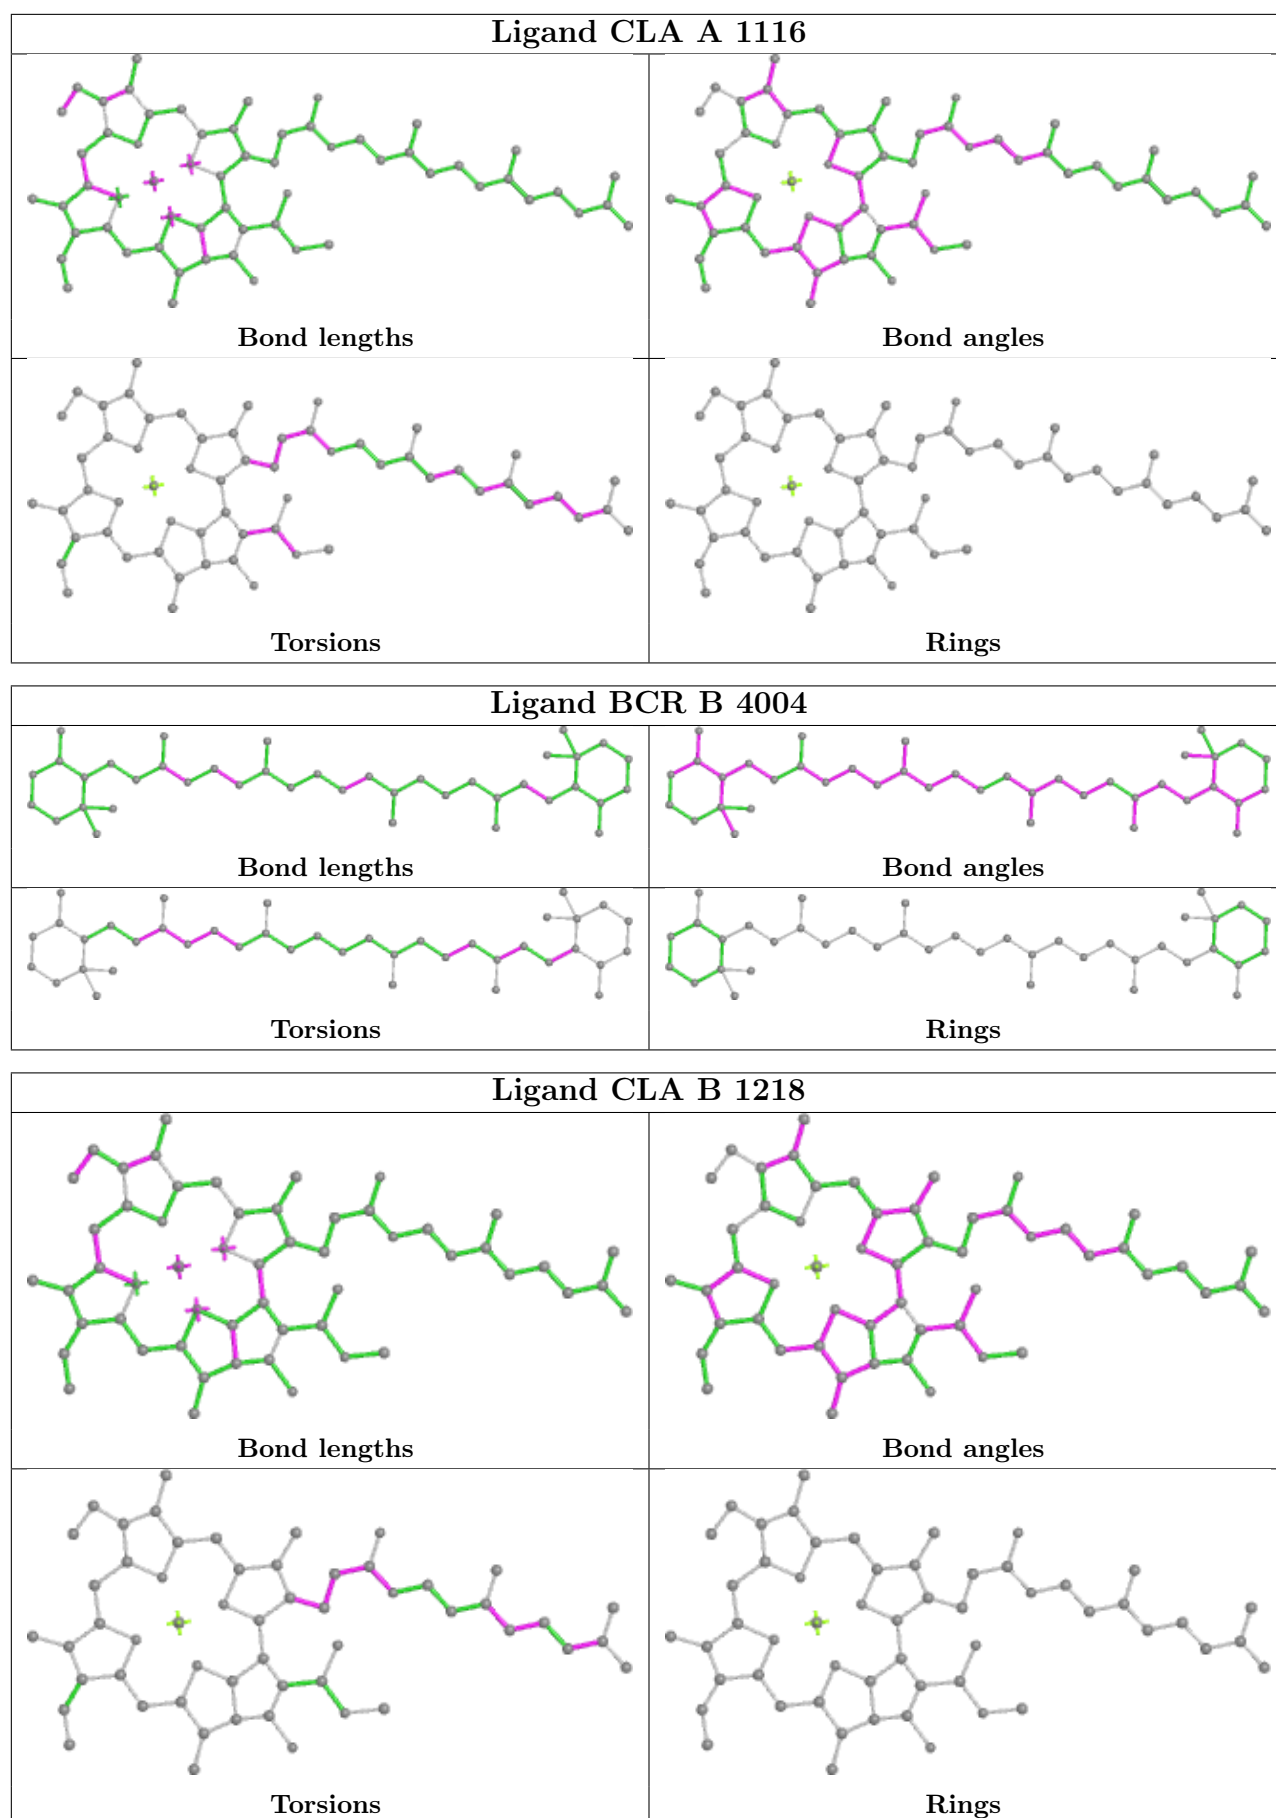 Ligand CLA A 1116
Bond lengths
Bond angles
Torsions
Rings
Ligand BCR B 4004
Bond lengths
Bond angles
Torsions
Rings
Ligand CLA B 1218
Bond lengths
Bond angles
Torsions
Rings